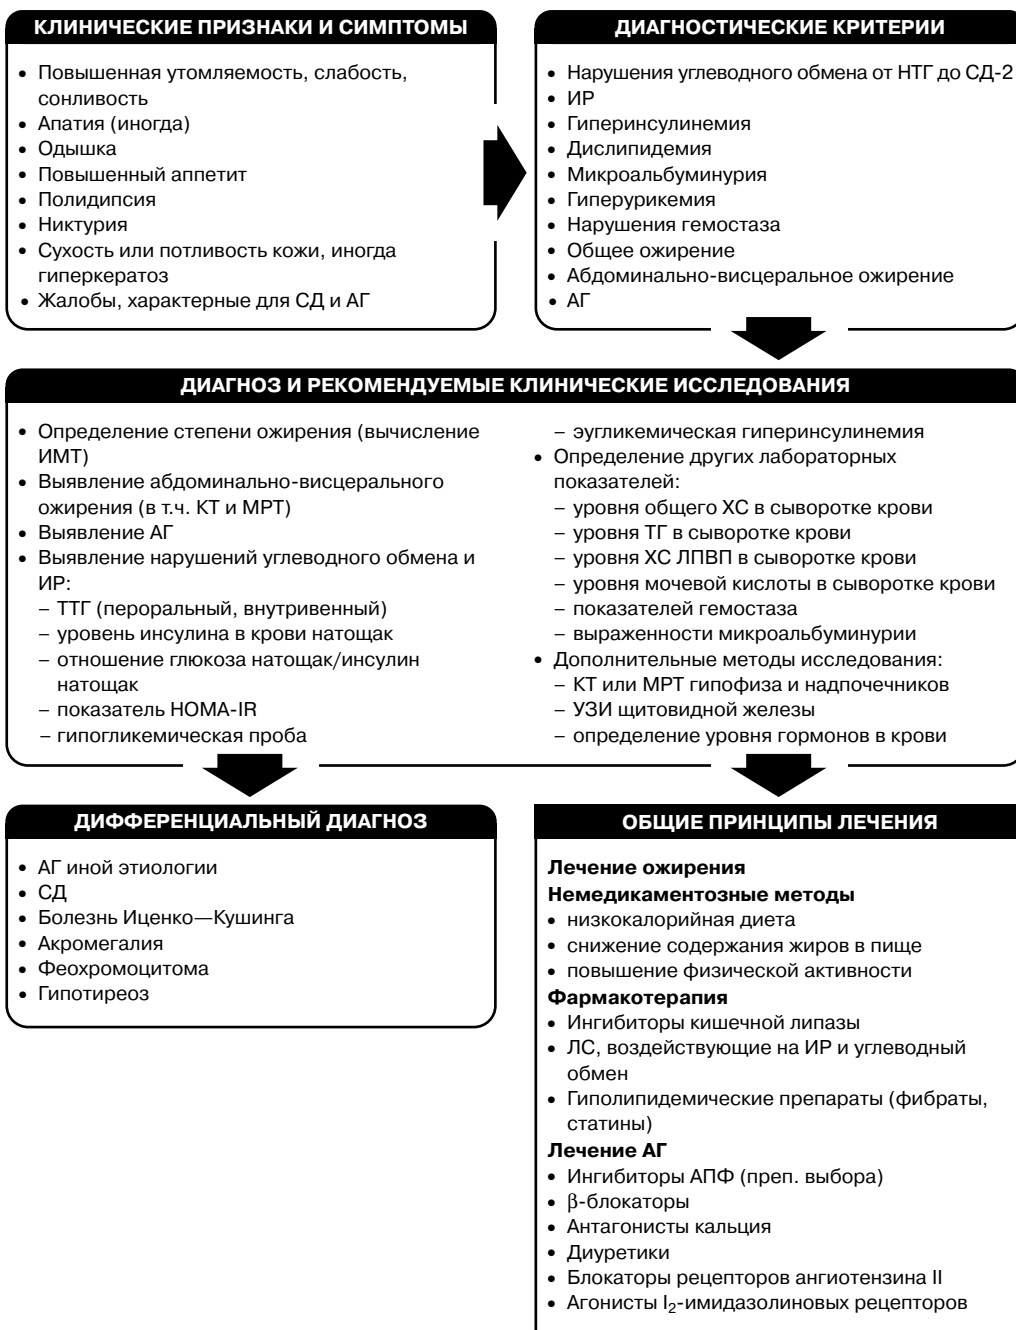 КЛИНИЧЕСКИЕ ПРИЗНАКИ И СИМПТОМЫ
• Повышенная утомляемость, слабость,
сонливость
• Апатия (иногда)
• Одышка
• Повышенный аппетит
• Полидипсия
• Никтурия
• Сухость или потливость кожи, иногда
гиперкератоз
• Жалобы, характерные для СД и АГ
ДИАГНОСТИЧЕСКИЕ КРИТЕРИИ
• Нарушения углеводного обмена от НТГ до СД-2
• ИР
• Гиперинсулинемия
• Дислипидемия
• Микроальбуминурия
• Гиперурикемия
• Нарушения гемостаза
• Общее ожирение
• Абдоминально-висцеральное ожирение
• АГ
ДИАГНОЗ И РЕКОМЕНДУЕМЫЕ КЛИНИЧЕСКИЕ ИССЛЕДОВАНИЯ
• Определение степени ожирения (вычисление
ИМТ)
• Выявление абдоминально-висцерального
ожирения (в т.ч. КТ и МРТ)
• Выявление АГ
• Выявление нарушений углеводного обмена и
ИР:
– ТТГ (пероральный, внутривенный)
– уровень инсулина в крови натощак
– отношение глюкоза натощак/инсулин
натощак
– показатель HOMA-IR
– гипогликемическая проба
– эугликемическая гиперинсулинемия
• Определение других лабораторных
показателей:
– уровня общего ХС в сыворотке крови
– уровня ТГ в сыворотке крови
– уровня ХС ЛПВП в сыворотке крови
– уровня мочевой кислоты в сыворотке крови
– показателей гемостаза
– выраженности микроальбуминурии
• Дополнительные методы исследования:
– КТ или МРТ гипофиза и надпочечников
– УЗИ щитовидной железы
– определение уровня гормонов в крови
ДИФФЕРЕНЦИАЛЬНЫЙ ДИАГНОЗ
• АГ иной этиологии
• СД
• Болезнь Иценко—Кушинга
• Акромегалия
• Феохромоцитома
• Гипотиреоз
ОБЩИЕ ПРИНЦИПЫ ЛЕЧЕНИЯ
Лечение ожирения
Немедикаментозные методы
• низкокалорийная диета
• снижение содержания жиров в пище
• повышение физической активности
Фармакотерапия
• Ингибиторы кишечной липазы
• ЛС, воздействующие на ИР и углеводный
обмен
• Гиполипидемические препараты (фибраты,
статины)
Лечение АГ
• Ингибиторы АПФ (преп. выбора)
• β-блокаторы
• Антагонисты кальция
• Диуретики
• Блокаторы рецепторов ангиотензина II
• Агонисты I₂-имидазолиновых рецепторов